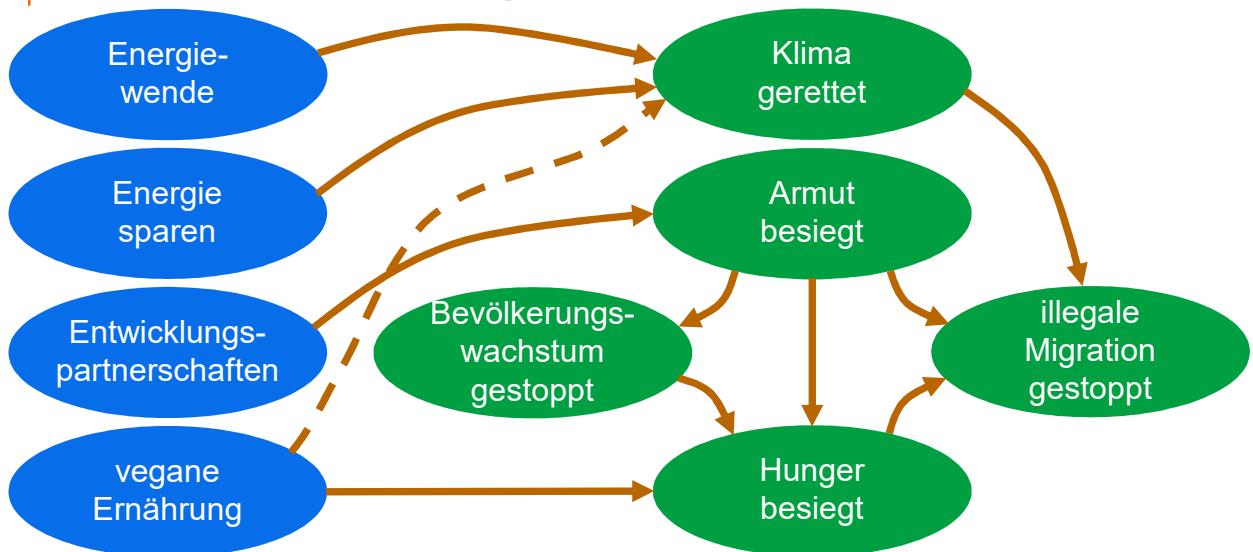 Energie-
wende
Klima
gerettet
Energie
sparen
Armut
besiegt
Entwicklungs-
partnerschaften
Bevölkerungs-
wachstum
gestoppt
illegale
Migration
gestoppt
vegane
Ernährung
Hunger
besiegt